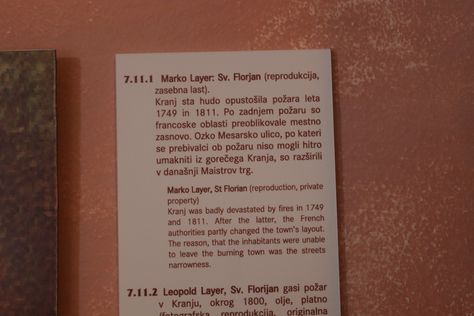 7.11.1 Marko Layer: Sv. Florjan (reprodukcija,
zasebna last).
Kranj sta hudo opustošila požara leta
1749 in 1811. Po zadnjem požaru so
francoske oblasti preoblikovale mestno
zasnovo. Ozko Mesarsko ulico, po kateri
se prebivalci ob požaru niso mogli hitro
umakniti iz gorečega Kranja, so razširili
v današnji Maistrov trg.
Marko Layer, St Florian (reproduction, private
property)
Kranj was badly devastated by fires in 1749
and 1811. After the latter, the French
authorities partly changed the town's layout.
The reason, that the inhabitants were unable
to leave the burning town was the streets
narrowness.
7.11.2 Leopold Layer, Sv. Florijan gasi požar
v Kranju, okrog 1800, olje, platno
(fotografska reprodukcija, originalna